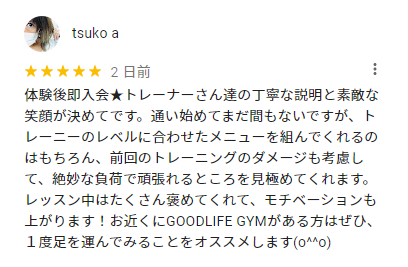 tsuko a
★★★★★ 2 日前
体験後即入会★トレーナーさん達の丁寧な説明と素敵な
笑顔が決めてです。通い始めてまだ間もないですが、ト
レーニーのレベルに合わせたメニューを組んでくれるの
はもちろん、前回のトレーニングのダメージも考慮し
て、絶妙な負荷で頑張れるところを見極めてくれます。
レッスン中はたくさん褒めてくれて、モチベーションも
上がります！お近くにGOODLIFE GYMがある方はぜひ、
１度足を運んでみることをオススメします(o^^o)